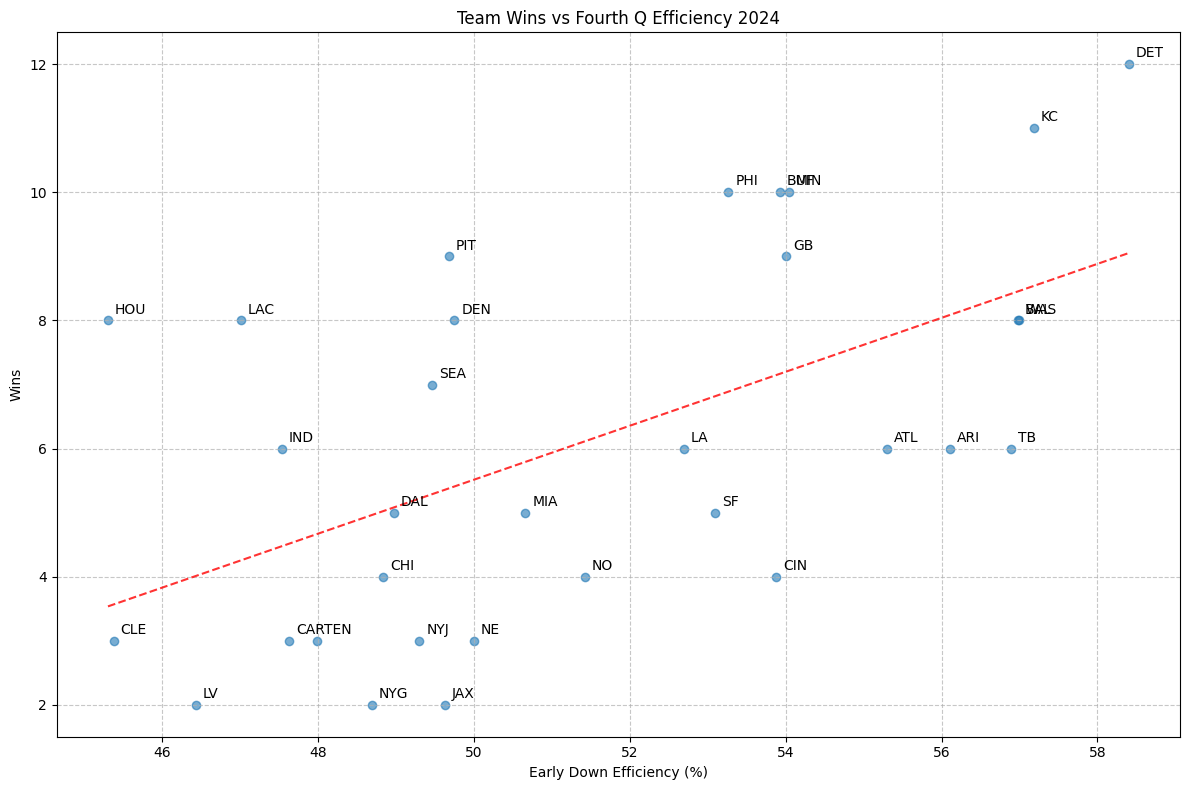 Team Wins vs Fourth Q Efficiency 2024
12
10
8
6
4
2
Wins
DET
KC
PHI
BUF
MIN
PIT
GB
HOU
LAC
DEN
BAL
WAS
SEA
IND
LA
ATL
ARI
TB
DAL
MIA
SF
CHI
NO
CIN
CLE
CAR
TEN
NYJ
NE
LV
NYG
JAX
46
48
50
52
54
56
58
Early Down Efficiency (%)